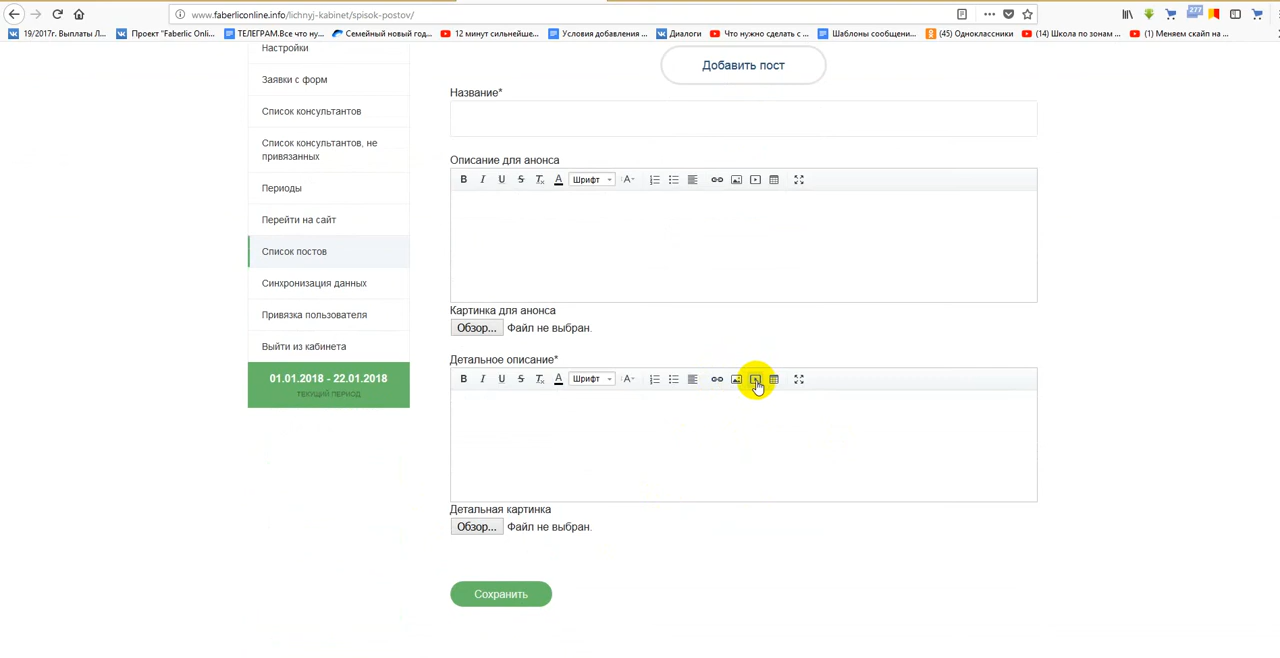 www.faberliconline.info/lichnyj-kabinet/spisok-postov/
277
19/2017г. Выплаты Л...
Проект "Faberlic Onli...
ТЕЛЕГРАМ.Все что ну...
Семейный новый год...
12 минут сильнейше...
Условия добавления ...
Диалоги
Что нужно сделать с ...
Шаблоны сообщени...
(45) Одноклассники
(14) Школа по зонам ...
(1) Меняем скайп на ...
Настройки
Заявки с форм
Список консультантов
Список консультантов, не
привязанных
Периоды
Перейти на сайт
Список постов
Синхронизация данных
Привязка пользователя
Выйти из кабинета
01.01.2018 - 22.01.2018
ТЕКУЩИЙ ПЕРИОД
Добавить пост
Название*
Описание для анонса
B I U S Tx A Шрифт A
Картинка для анонса
Обзор... Файл не выбран.
Детальное описание*
B I U S Tx A Шрифт A
Детальная картинка
Обзор... Файл не выбран.
Сохранить